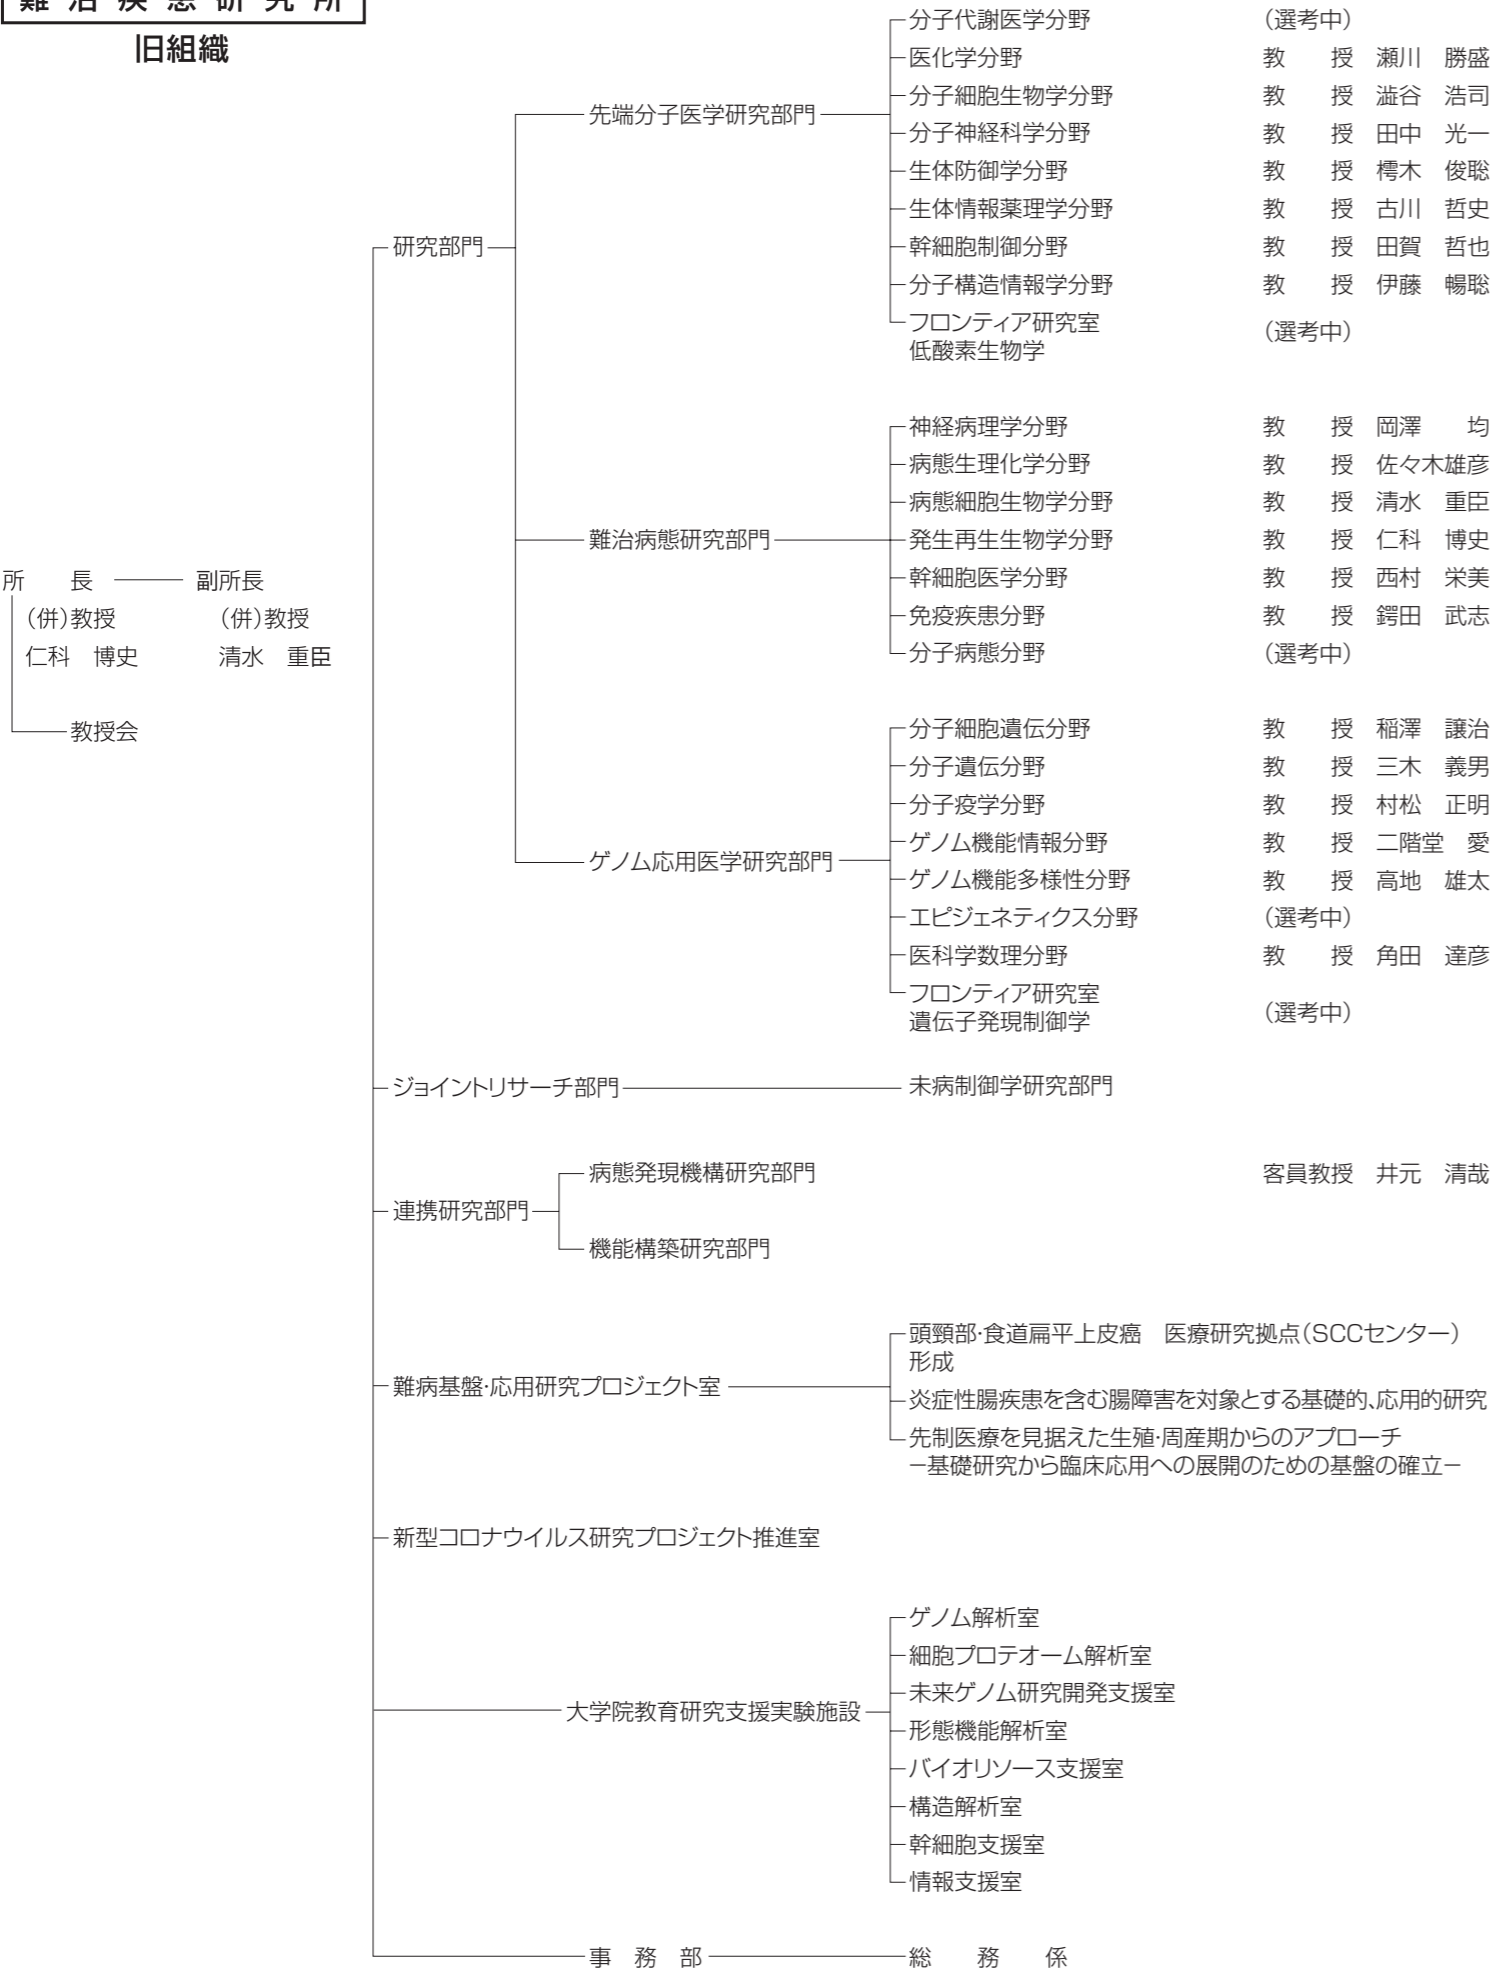 難治疾患研究所
旧組織
所　　長　　副所長
(併)教授　　(併)教授
仁科　博史　　清水　重臣
教授会
研究部門
先端分子医学研究部門
分子代謝医学分野　　(選考中)
医化学分野　　教　　授　瀬川　勝盛
分子細胞生物学分野　　教　　授　澁谷　浩司
分子神経科学分野　　教　　授　田中　光一
生体防御学分野　　教　　授　樗木　俊聡
生体情報薬理学分野　　教　　授　古川　哲史
幹細胞制御分野　　教　　授　田賀　哲也
分子構造情報学分野　　教　　授　伊藤　暢聡
フロンティア研究室
低酸素生物学　　(選考中)
難治病態研究部門
神経病理学分野　　教　　授　岡澤　　均
病態生理化学分野　　教　　授　佐々木雄彦
病態細胞生物学分野　　教　　授　清水　重臣
発生再生生物学分野　　教　　授　仁科　博史
幹細胞医学分野　　教　　授　西村　栄美
免疫疾患分野　　教　　授　鍔田　武志
分子病態分野　　(選考中)
ゲノム応用医学研究部門
分子細胞遺伝分野　　教　　授　稲澤　譲治
分子遺伝分野　　教　　授　三木　義男
分子疫学分野　　教　　授　村松　正明
ゲノム機能情報分野　　教　　授　二階堂　愛
ゲノム機能多様性分野　　教　　授　高地　雄太
エピジェネティクス分野　　(選考中)
医科学数理分野　　教　　授　角田　達彦
フロンティア研究室
遺伝子発現制御学　　(選考中)
ジョイントリサーチ部門　　未病制御学研究部門
連携研究部門
病態発現機構研究部門　　客員教授　井元　清哉
機能構築研究部門
難病基盤・応用研究プロジェクト室
頭頸部・食道扁平上皮癌　医療研究拠点(SCCセンター)
形成
炎症性腸疾患を含む腸障害を対象とする基礎的、応用的研究
先制医療を見据えた生殖・周産期からのアプローチ
−基礎研究から臨床応用への展開のための基盤の確立−
新型コロナウイルス研究プロジェクト推進室
大学院教育研究支援実験施設
ゲノム解析室
細胞プロテオーム解析室
未来ゲノム研究開発支援室
形態機能解析室
バイオリソース支援室
構造解析室
幹細胞支援室
情報支援室
事　務　部　　総　　務　　係